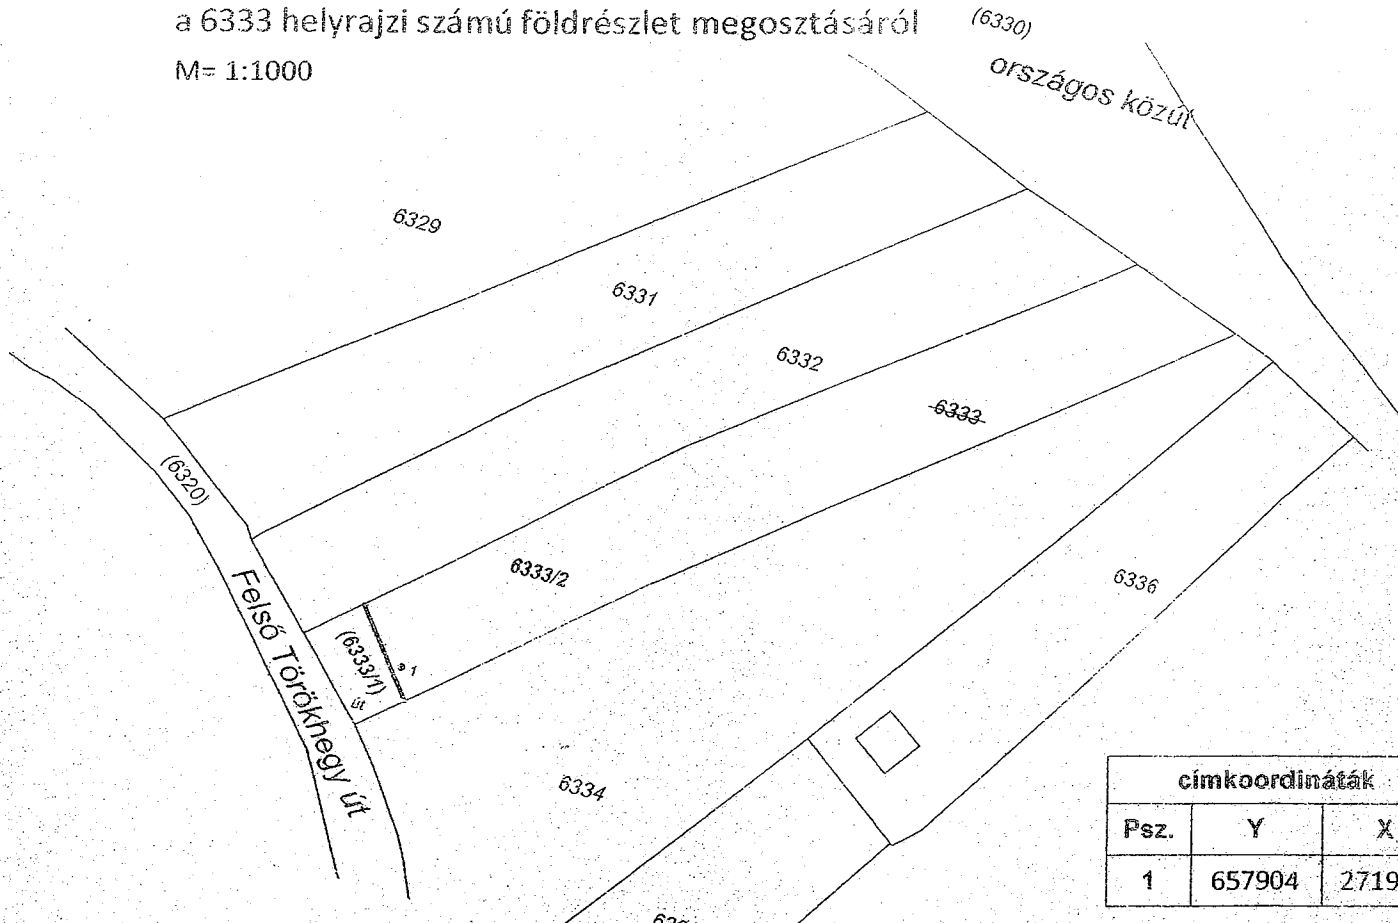 a 6333 helyrajzi számú földrészlet megosztásáról
M= 1:1000
(6330)
országos közút
6329
6331
6332
6333
(6320)
6333/2
6336
Felső Törökhegy út
(6333/1)
út
1
6334
címkoordináták
Psz. Y X
1 657904 2719